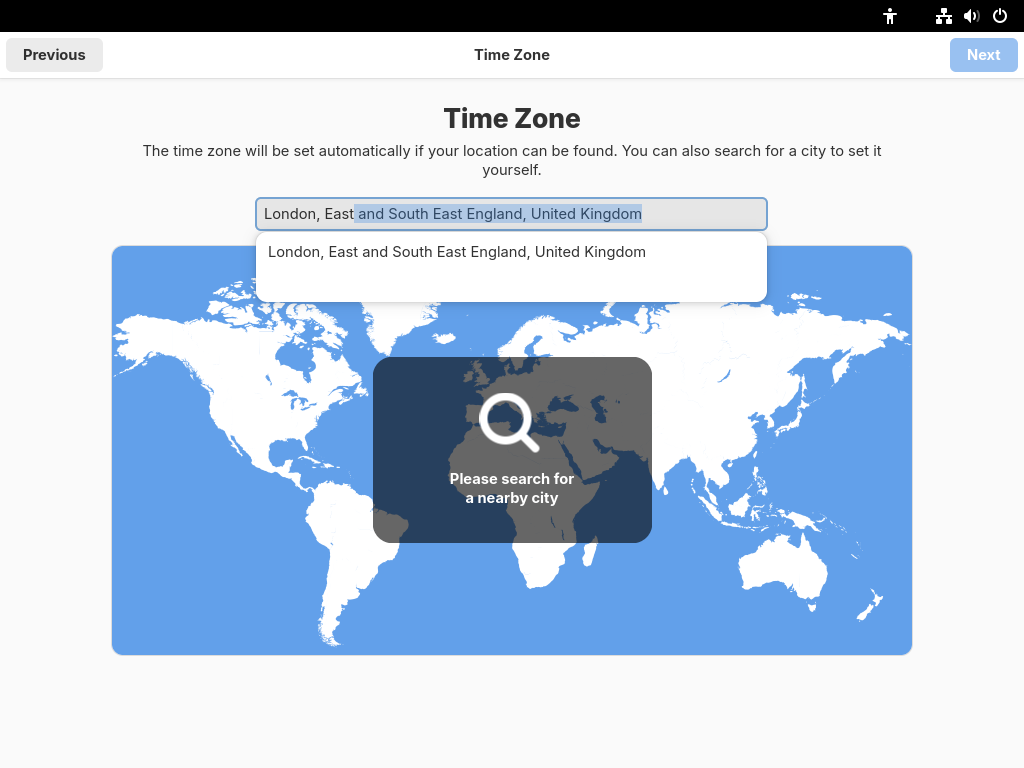 Previous
Time Zone
Next
Time Zone
The time zone will be set automatically if your location can be found. You can also search for a city to set it
yourself.
London, East and South East England, United Kingdom
London, East and South East England, United Kingdom
Please search for
a nearby city